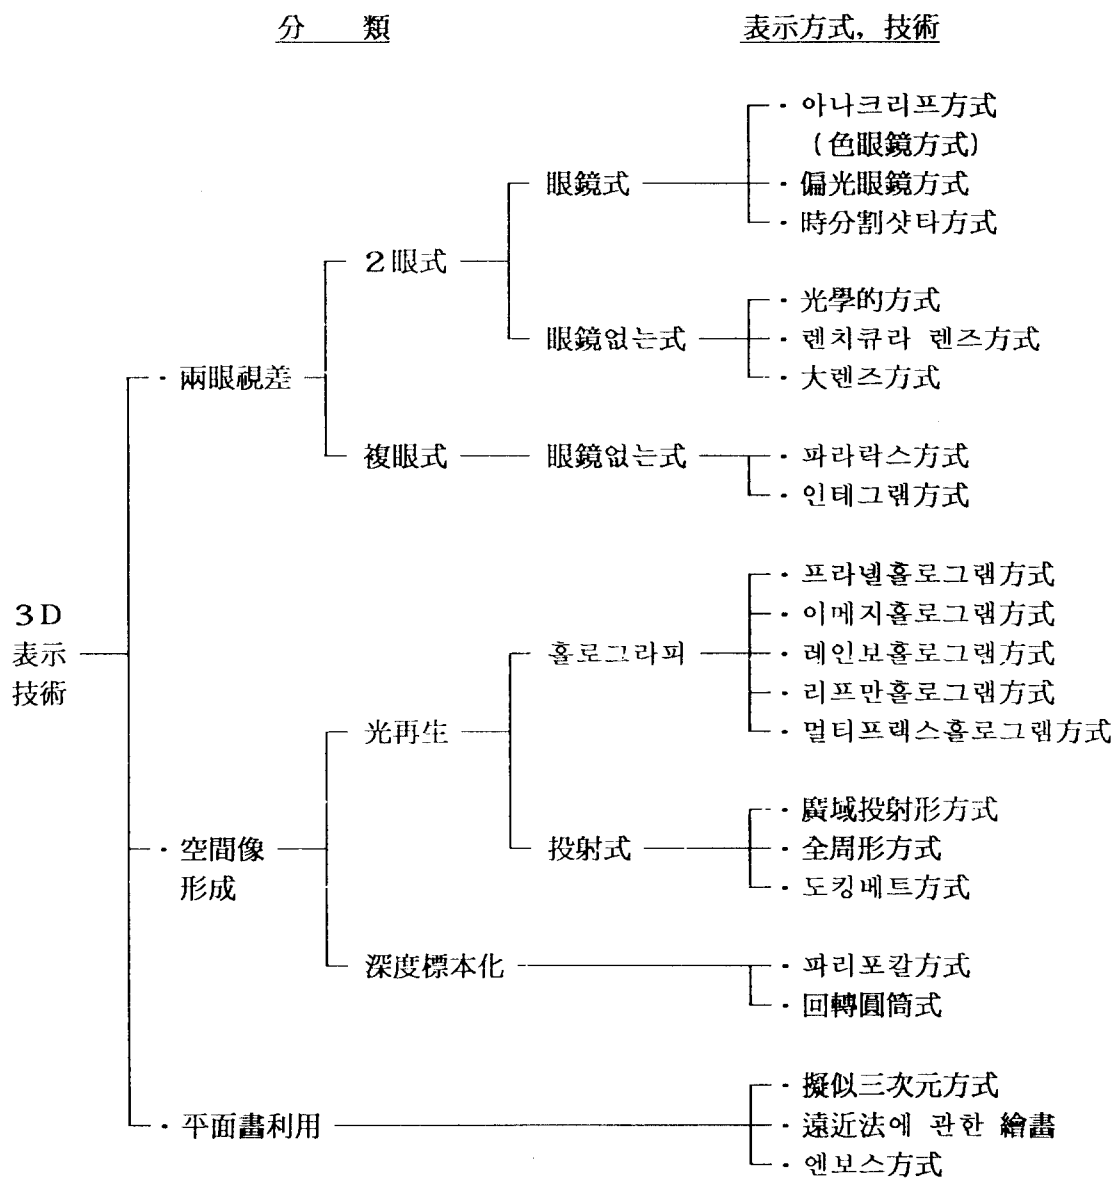 分 類
表示方式, 技術
· 아나크리프方式
(色眼鏡方式)
眼鏡式
· 偏光眼鏡方式
· 時分割샷타方式
2眼式
· 光學的方式
眼鏡없는式
· 렌치큐라 렌즈方式
· 兩眼視差
· 大렌즈方式
複眼式
眼鏡없는式
· 파라락스方式
· 인테그램方式
3D
表示
技術
· 프라넬홀로그램方式
· 이메지홀로그램方式
홀로그라피
· 레인보홀로그램方式
· 리프만홀로그램方式
光再生
· 멀티프랙스홀로그램方式
· 廣域投射形方式
· 空間像
形成
投射式
· 全周形方式
· 도킹베트方式
深度標本化
· 파리포칼方式
· 回轉圓筒式
· 擬似三次元方式
· 平面畵利用
· 遠近法에 관한 繪畵
· 엔보스方式